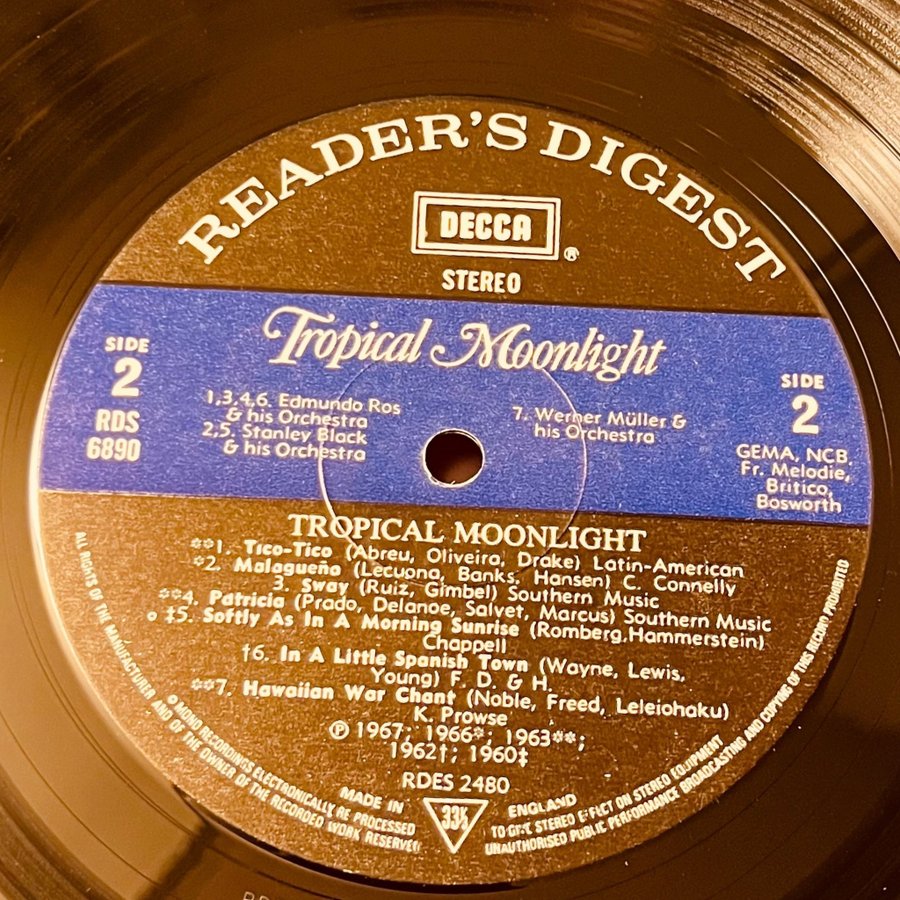 READER'S DIGEST
DECCA
®
STEREO
Tropical Moonlight
SIDE
2
RDS
6890
1,3,4,6. Edmundo Ros
& his Orchestra
2,5. Stanley Black
& his Orchestra
7. Werner Müller &
his Orchestra
SIDE
2
GEMA, NCB,
Fr. Melodie,
Britico,
Bosworth
TROPICAL MOONLIGHT
**1. Tico-Tico (Abreu, Oliveira, Drake) Latin-American
*2. Malagueño (Lecuona, Banks, Hansen) C. Connelly
3. Sway (Ruiz, Gimbel) Southern Music
**4. Patricia (Prado, Delanoe, Salvet, Marcus) Southern Music
‡5. Softly As In A Morning Sunrise (Romberg, Hammerstein)
Chappell
†6. In A Little Spanish Town (Wayne, Lewis,
Young) F. D. & H.
**7. Hawaiian War Chant (Noble, Freed, Leleiohaku)
K. Prowse
℗ 1967; 1966*; 1963**;
1962†; 1960‡
RDES 2480
MADE IN
33⅓
ENGLAND
ALL RIGHTS OF THE MANUFACTURER AND OF THE OWNER OF THE RECORDED WORK RESERVED
MONO RECORDINGS ELECTRONICALLY RE PROCESSED
TO GIVE STEREO EFFECT ON STEREO EQUIPMENT
UNAUTHORISED PUBLIC PERFORMANCE BROADCASTING AND COPYING OF THIS RECORD PROHIBITED